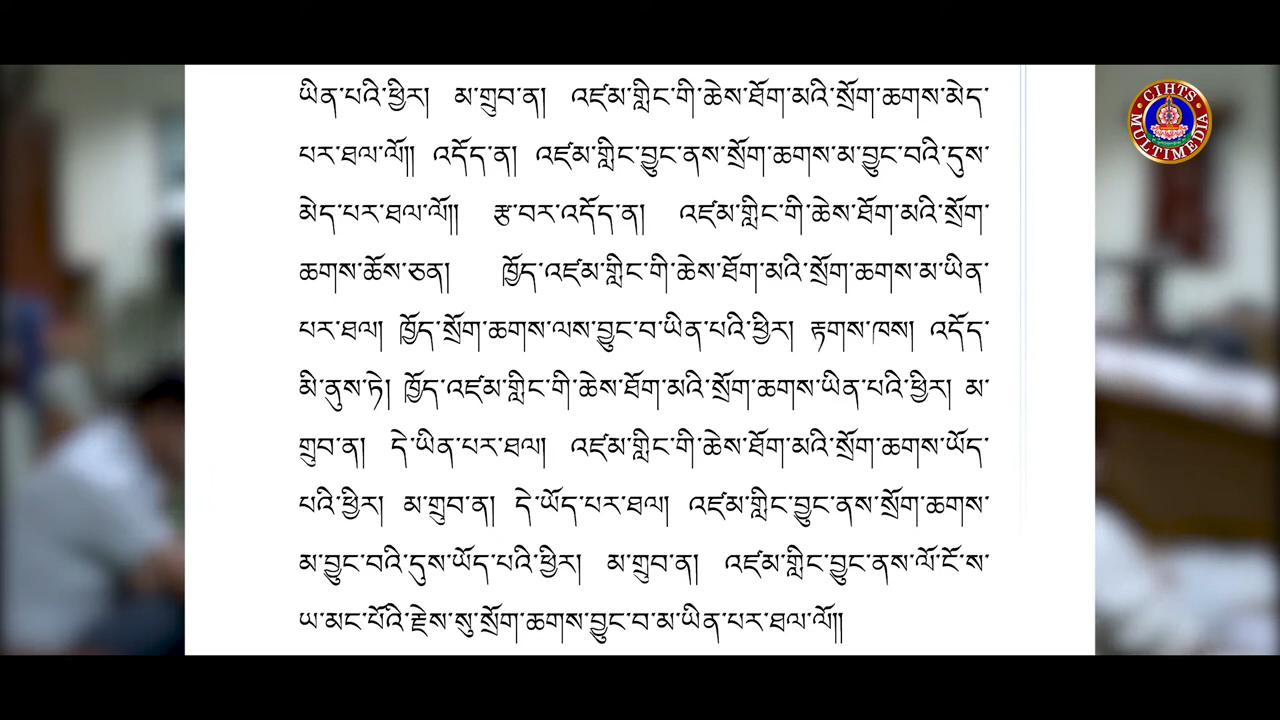 ཡིན་པའི་ཕྱིར། མ་གྲུབ་ན། འཛམ་གླིང་གི་ཆེས་ཐོག་མའི་སྲོག་ཆགས་མེད་
པར་ཐལ་ལོ།། འདོད་ན། འཛམ་གླིང་བྱུང་ནས་སྲོག་ཆགས་མ་བྱུང་བའི་དུས་
མེད་པར་ཐལ་ལོ།། རྩ་བར་འདོད་ན། འཛམ་གླིང་གི་ཆེས་ཐོག་མའི་སྲོག་
ཆགས་ཆོས་ཅན། ཁྱོད་འཛམ་གླིང་གི་ཆེས་ཐོག་མའི་སྲོག་ཆགས་མ་ཡིན་
པར་ཐལ། ཁྱོད་སྲོག་ཆགས་ལས་བྱུང་བ་ཡིན་པའི་ཕྱིར། རྟགས་ཁས། འདོད་
མི་ནུས་ཏེ། ཁྱོད་འཛམ་གླིང་གི་ཆེས་ཐོག་མའི་སྲོག་ཆགས་ཡིན་པའི་ཕྱིར། མ་
གྲུབ་ན། དེ་ཡིན་པར་ཐལ། འཛམ་གླིང་གི་ཆེས་ཐོག་མའི་སྲོག་ཆགས་ཡོད་
པའི་ཕྱིར། མ་གྲུབ་ན། དེ་ཡོད་པར་ཐལ། འཛམ་གླིང་བྱུང་ནས་སྲོག་ཆགས་
མ་བྱུང་བའི་དུས་ཡོད་པའི་ཕྱིར། མ་གྲུབ་ན། འཛམ་གླིང་བྱུང་ནས་ལོ་ངོ་ས་
ཡ་མང་པོའི་རྗེས་སུ་སྲོག་ཆགས་བྱུང་བ་མ་ཡིན་པར་ཐལ་ལོ།།
CIHTS
MULTIMEDIA